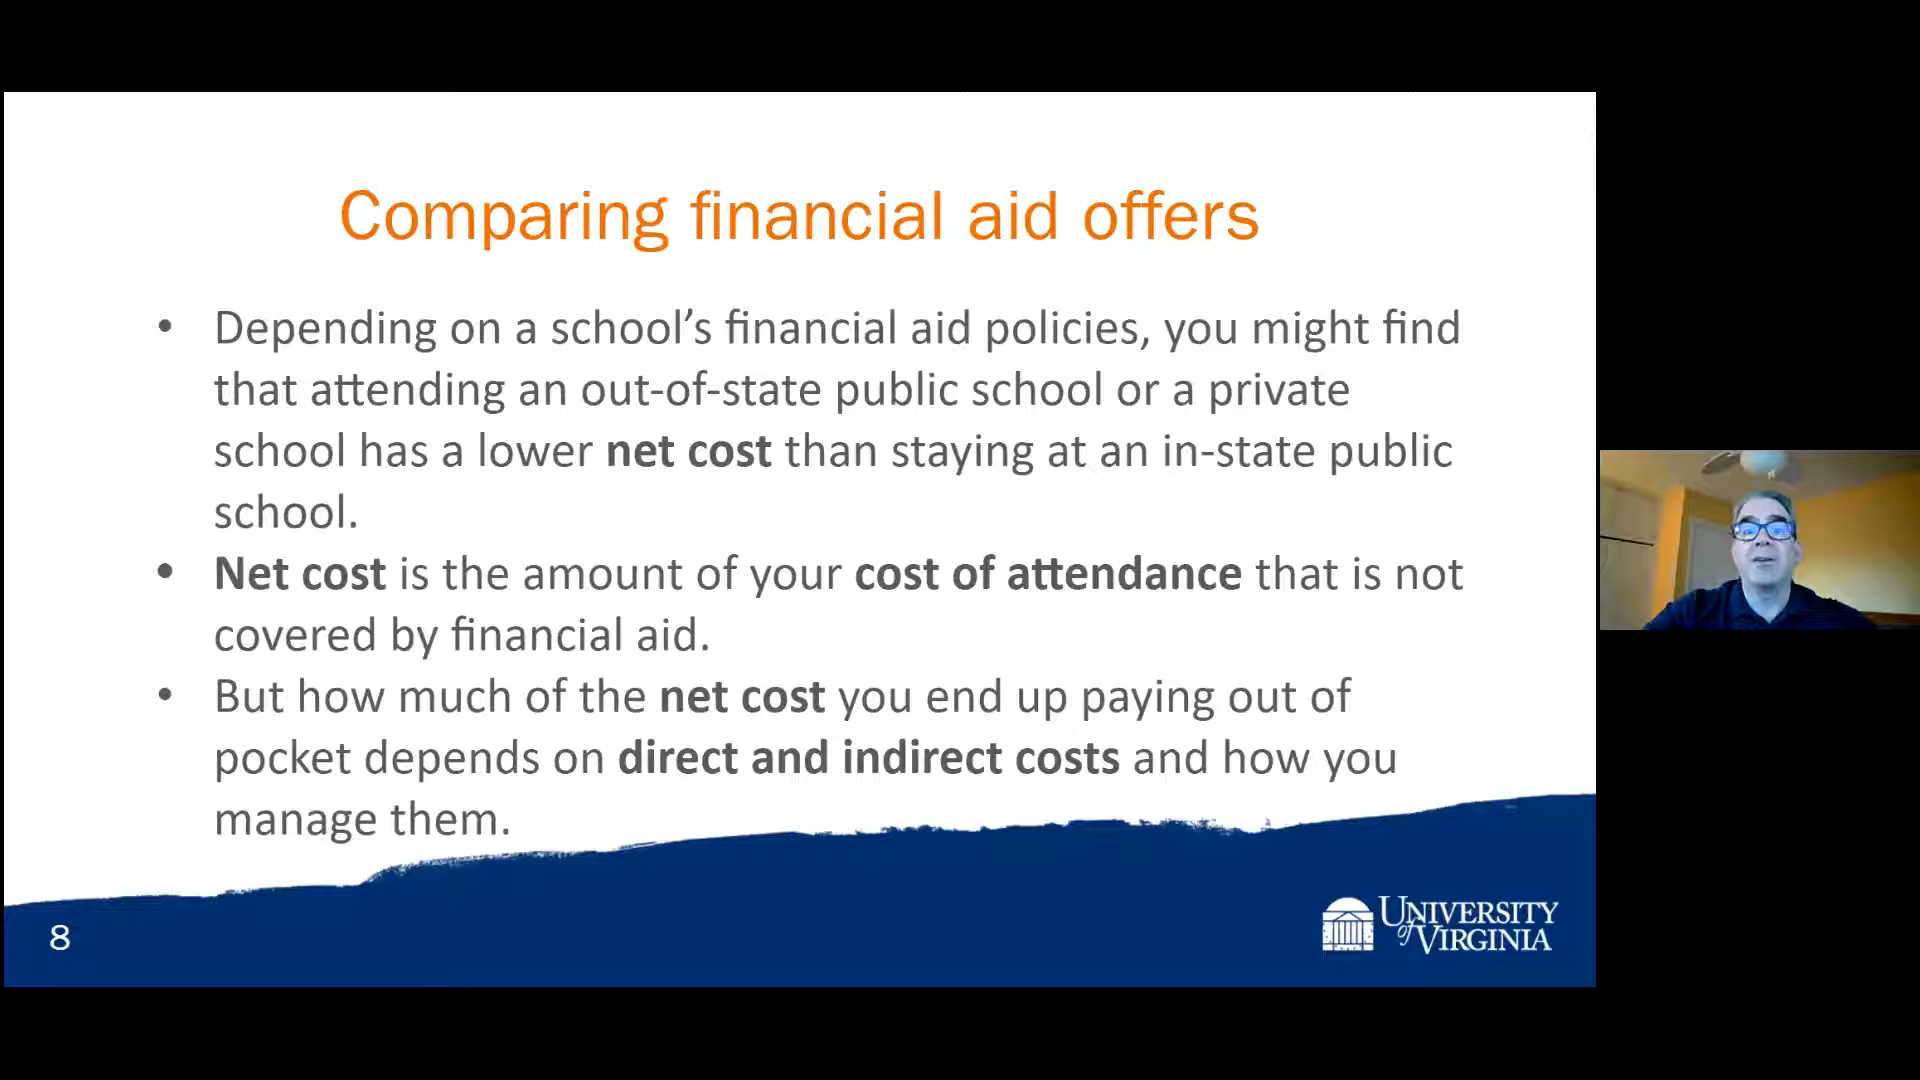 Comparing financial aid offers
• Depending on a school’s financial aid policies, you might find
that attending an out-of-state public school or a private
school has a lower net cost than staying at an in-state public
school.
• Net cost is the amount of your cost of attendance that is not
covered by financial aid.
• But how much of the net cost you end up paying out of
pocket depends on direct and indirect costs and how you
manage them.
8
UNIVERSITY
of VIRGINIA